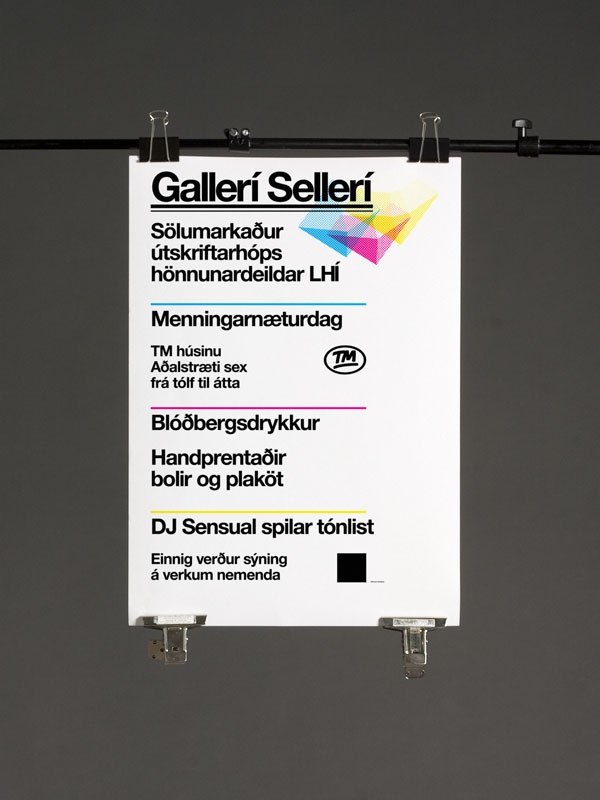 Gallerí Sellerí
Sölumarkaður
útskriftarhóps
hönnunardeildar LHÍ
Menningarnæturdag
TM húsinu
Aðalstræti sex
frá tólf til átta
TM
Blóðbergsdrykkur
Handprentaðir
bolir og plaköt
DJ Sensual spilar tónlist
Einnig verður sýning
á verkum nemenda